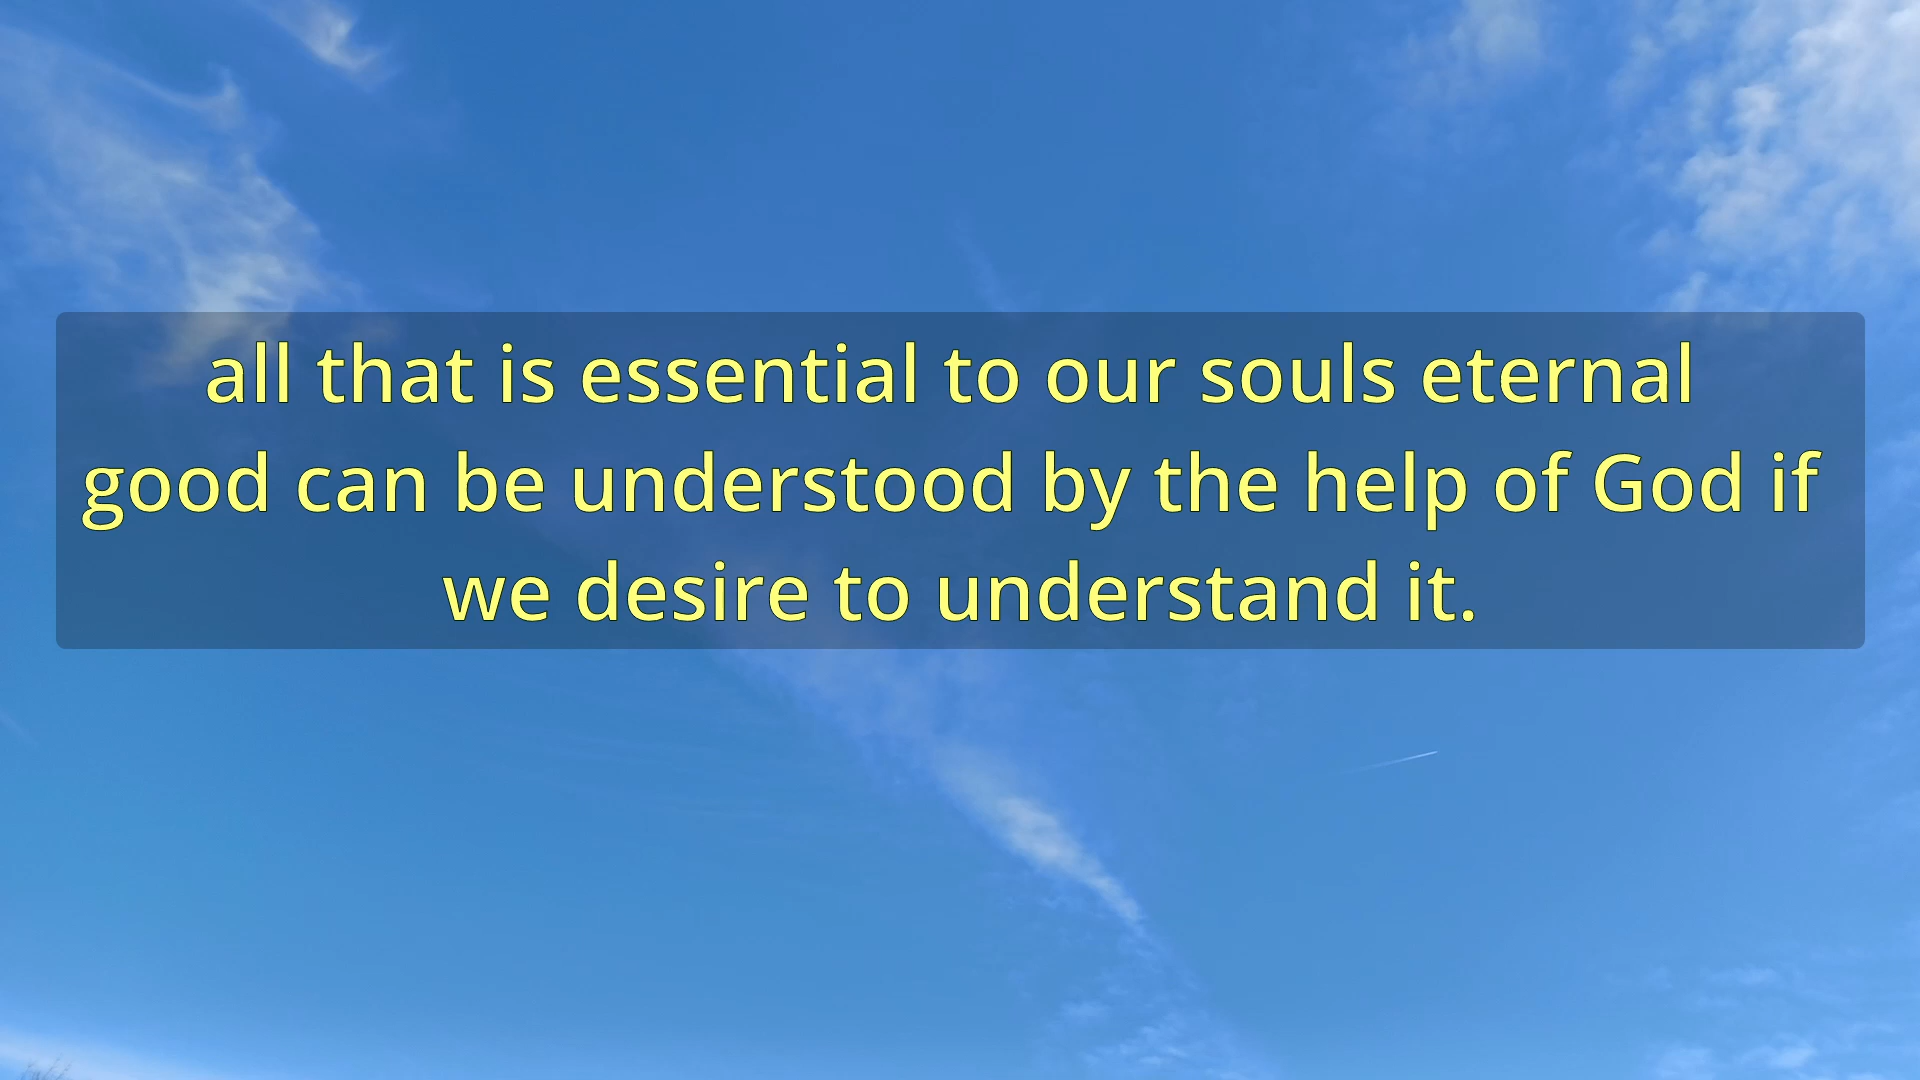 all that is essential to our souls eternal
good can be understood by the help of God if
we desire to understand it.